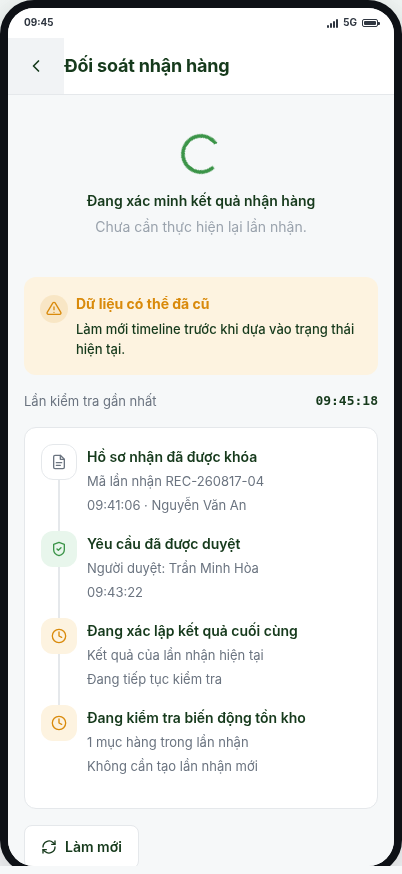 09:45
5G
Đối soát nhận hàng
Đang xác minh kết quả nhận hàng
Chưa cần thực hiện lại lần nhận.
Dữ liệu có thể đã cũ
Làm mới timeline trước khi dựa vào trạng thái
hiện tại.
Lần kiểm tra gần nhất
09:45:18
Hồ sơ nhận đã được khóa
Mã lần nhận REC-260817-04
09:41:06 · Nguyễn Văn An
Yêu cầu đã được duyệt
Người duyệt: Trần Minh Hòa
09:43:22
Đang xác lập kết quả cuối cùng
Kết quả của lần nhận hiện tại
Đang tiếp tục kiểm tra
Đang kiểm tra biến động tồn kho
1 mục hàng trong lần nhận
Không cần tạo lần nhận mới
Làm mới